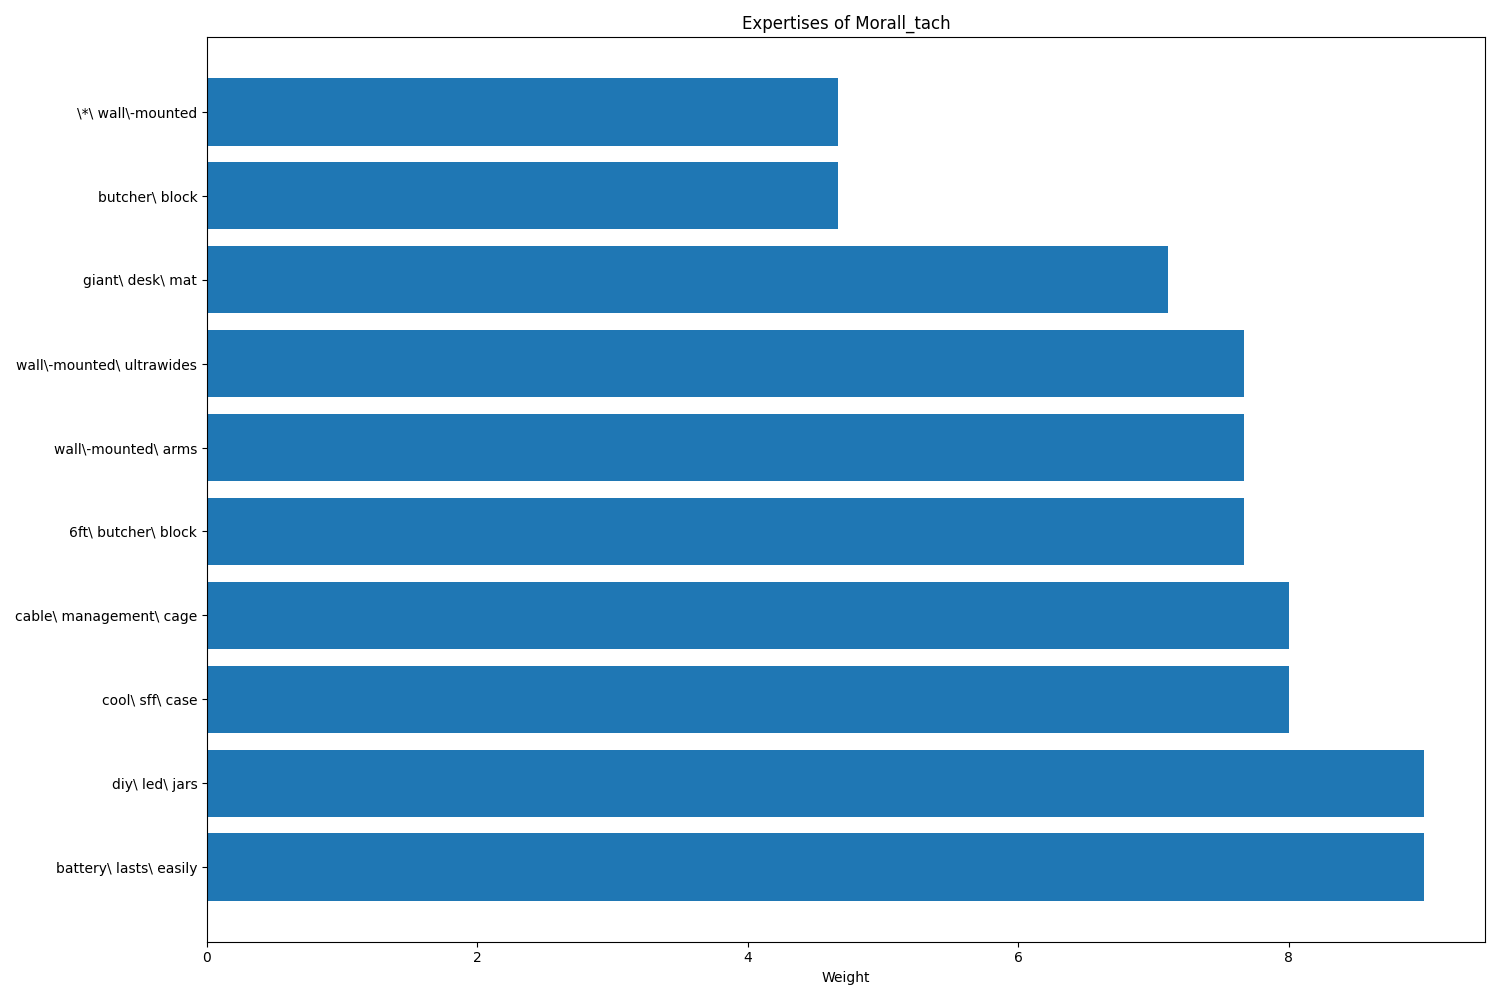 Expertises of Morall_tach
\*\ wall\-mounted
butcher\ block
giant\ desk\ mat
wall\-mounted\ ultrawides
wall\-mounted\ arms
6ft\ butcher\ block
cable\ management\ cage
cool\ sff\ case
diy\ led\ jars
battery\ lasts\ easily
0 2 4 6 8
Weight